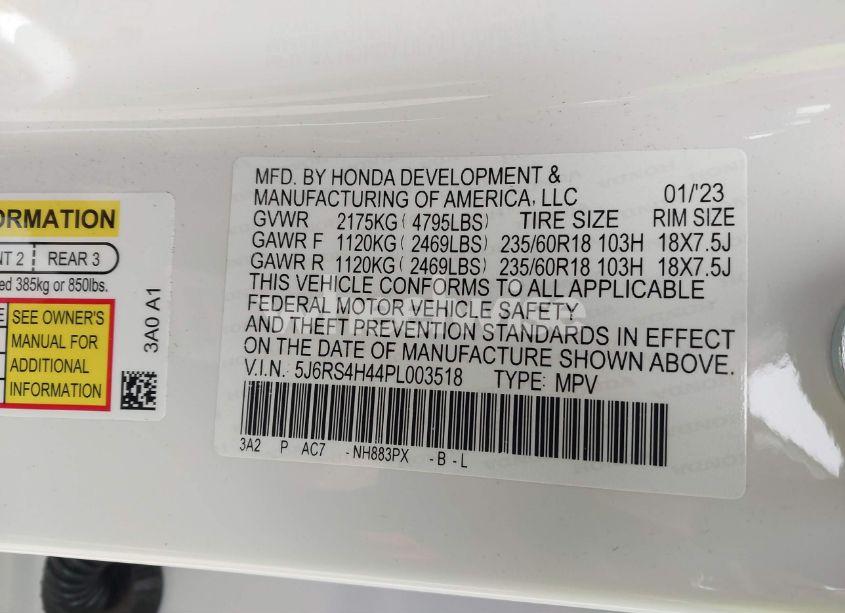 ORMATION
NT 2 REAR 3
ed 385kg or 850lbs.
E SEE OWNER'S
MANUAL FOR
ADDITIONAL
INFORMATION
3A0 A1
MFD. BY HONDA DEVELOPMENT &
MANUFACTURING OF AMERICA, LLC 01/'23
GVWR 2175KG( 4795LBS) TIRE SIZE RIM SIZE
GAWR F 1120KG( 2469LBS) 235/60R18 103H 18X7.5J
GAWR R 1120KG( 2469LBS) 235/60R18 103H 18X7.5J
THIS VEHICLE CONFORMS TO ALL APPLICABLE
FEDERAL MOTOR VEHICLE SAFETY
AND THEFT PREVENTION STANDARDS IN EFFECT
ON THE DATE OF MANUFACTURE SHOWN ABOVE.
V.I.N.: 5J6RS4H44PL003518 TYPE: MPV
3A2 P AC7 -NH883PX -B-L